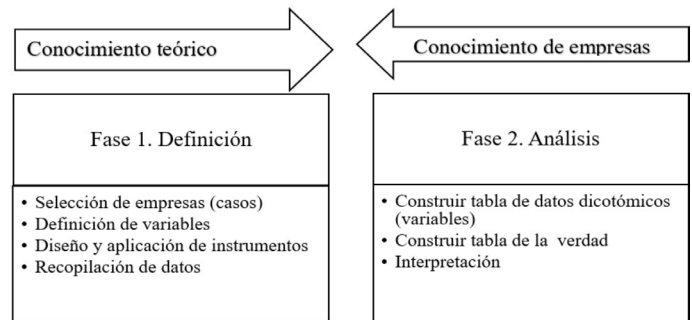 Conocimiento teórico
Conocimiento de empresas
Fase 1. Definición
• Selección de empresas (casos)
• Definición de variables
• Diseño y aplicación de instrumentos
• Recopilación de datos
Fase 2. Análisis
• Construir tabla de datos dicotómicos
(variables)
• Construir tabla de la verdad
• Interpretación